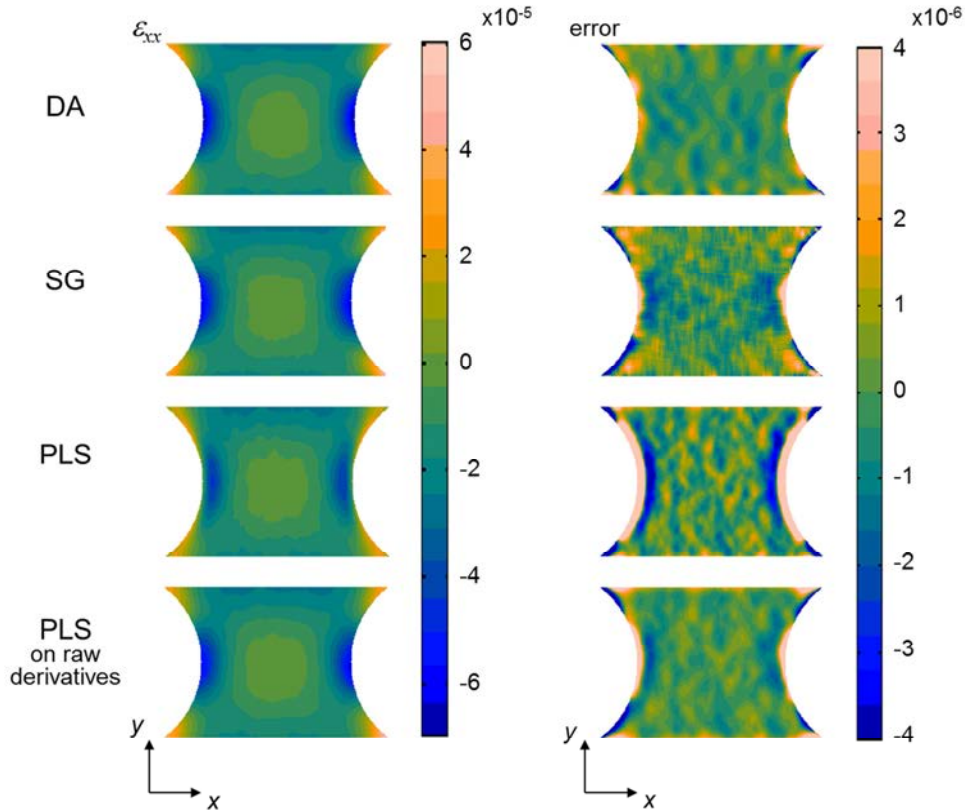 εxx
x10-5
error
x10-6
DA
6
4
2
0
-2
-4
-6
4
3
2
1
0
-1
-2
-3
-4
SG
PLS
PLS
on raw
derivatives
y
x
y
x